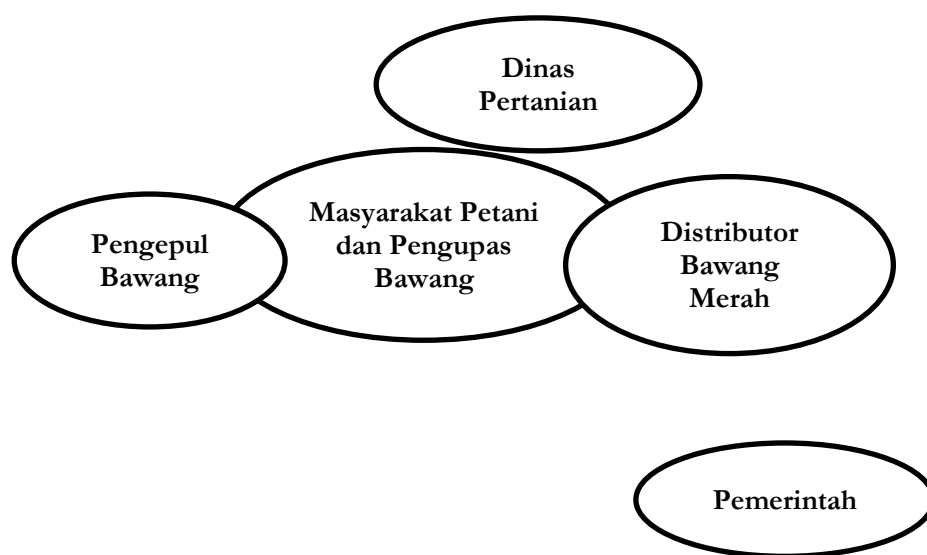 Dinas
Pertanian
Masyarakat Petani
dan Pengupas
Bawang
Pengepul
Bawang
Distributor
Bawang
Merah
Pemerintah